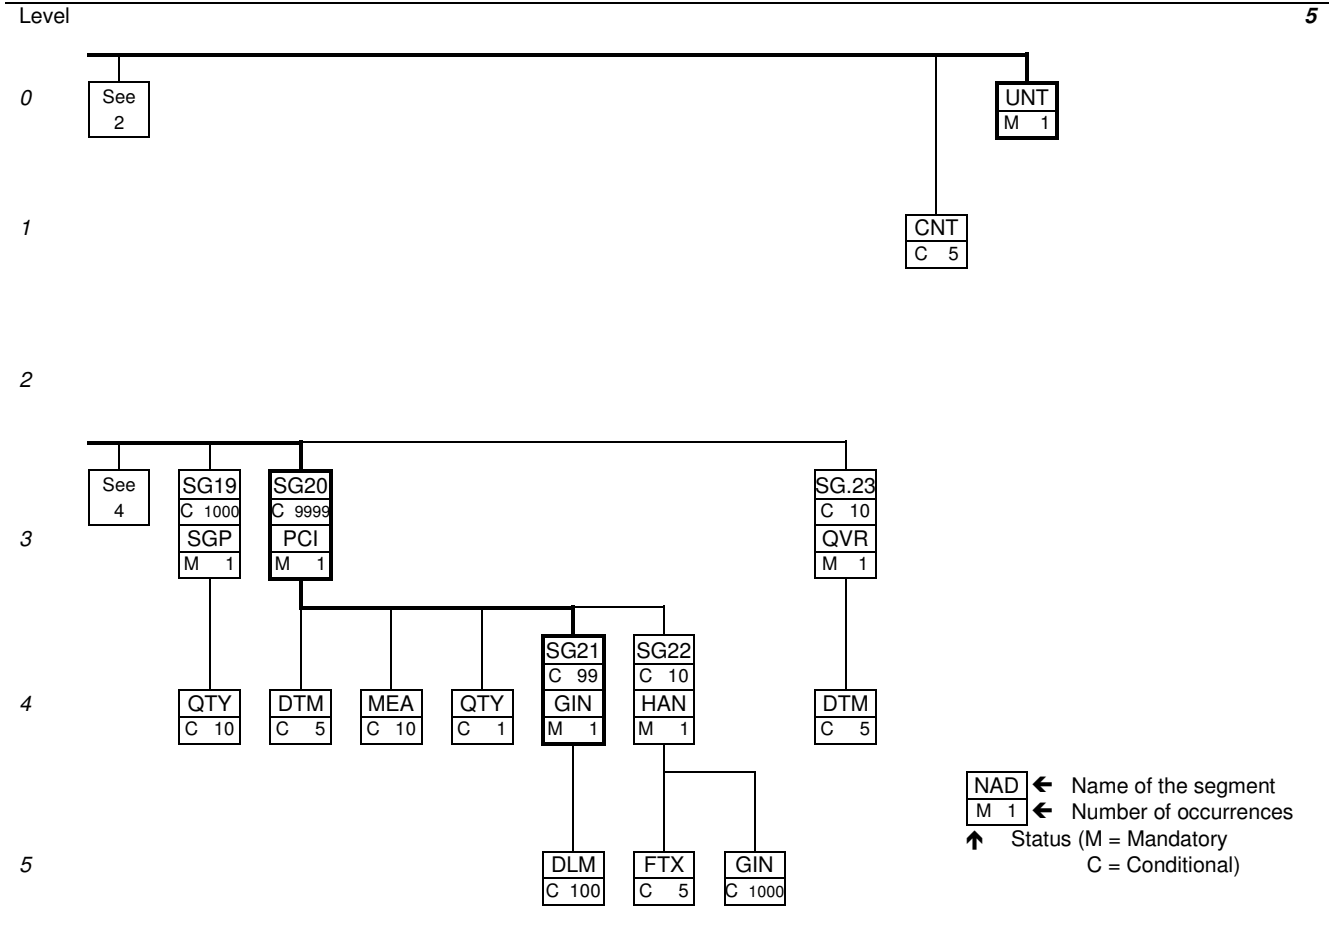 Level 5
0 See UNT
2 M 1
1 CNT
C 5
2
See SG19 SG20 SG.23
4 C 1000 C 9999 C 10
3 SGP PCI QVR
M 1 M 1 M 1
SG21 SG22
C 99 C 10
4 QTY DTM MEA QTY GIN HAN DTM
C 10 C 5 C 10 C 1 M 1 M 1 C 5
NAD 🡸 Name of the segment
M 1 🡸 Number of occurrences
🡹 Status (M = Mandatory
C = Conditional)
5 DLM FTX GIN
C 100 C 5 C 1000